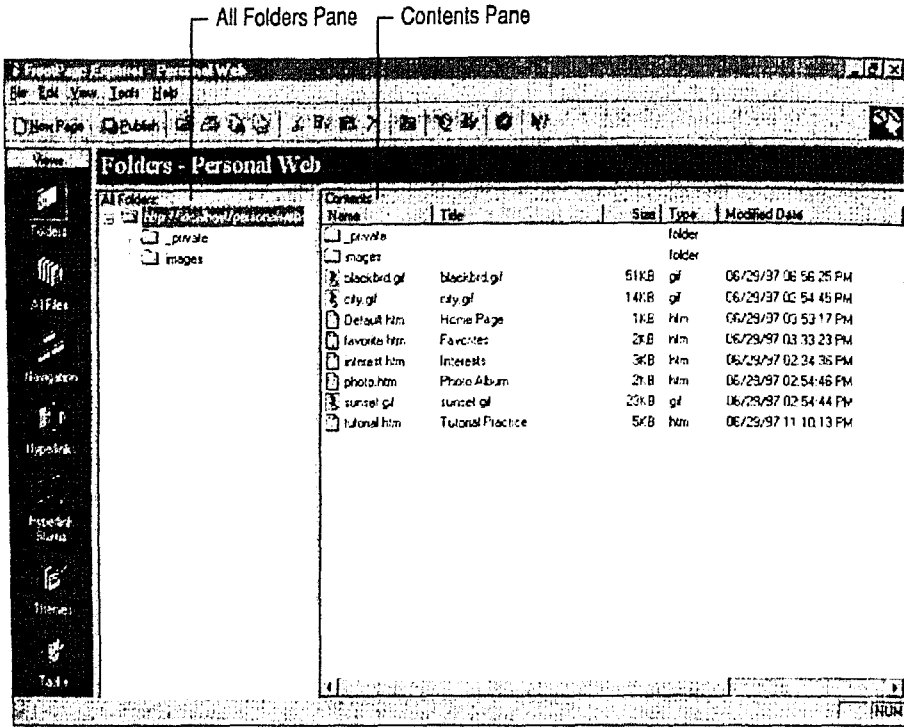 All Folders Pane Contents Pane
FrontPage Explorer - Personal Web
File Edit View Tools Help
New Page Publish
Views
Folders - Personal Web
All Folders Contents
Name Title Size Type Modified Date
_private folder
images folder
blackbrd.gif blackbrd.gif 51KB gif 06/29/97 06:56:25 PM
city.gif city.gif 14KB gif 06/29/97 02:54:45 PM
Default.htm Home Page 1KB htm 06/29/97 03:53:17 PM
favorite.htm Favorites 2KB htm 06/29/97 03:33:23 PM
interest.htm Interests 3KB htm 06/29/97 02:34:36 PM
photo.htm Photo Album 2KB htm 06/29/97 02:54:46 PM
sunset.gif sunset.gif 23KB gif 06/29/97 02:54:44 PM
tutorial.htm Tutorial Practice 5KB htm 06/29/97 11:10:13 PM
_private
images
Folders
All Files
Navigation
Hyperlinks
Hyperlink
Status
Themes
Tasks
NUM